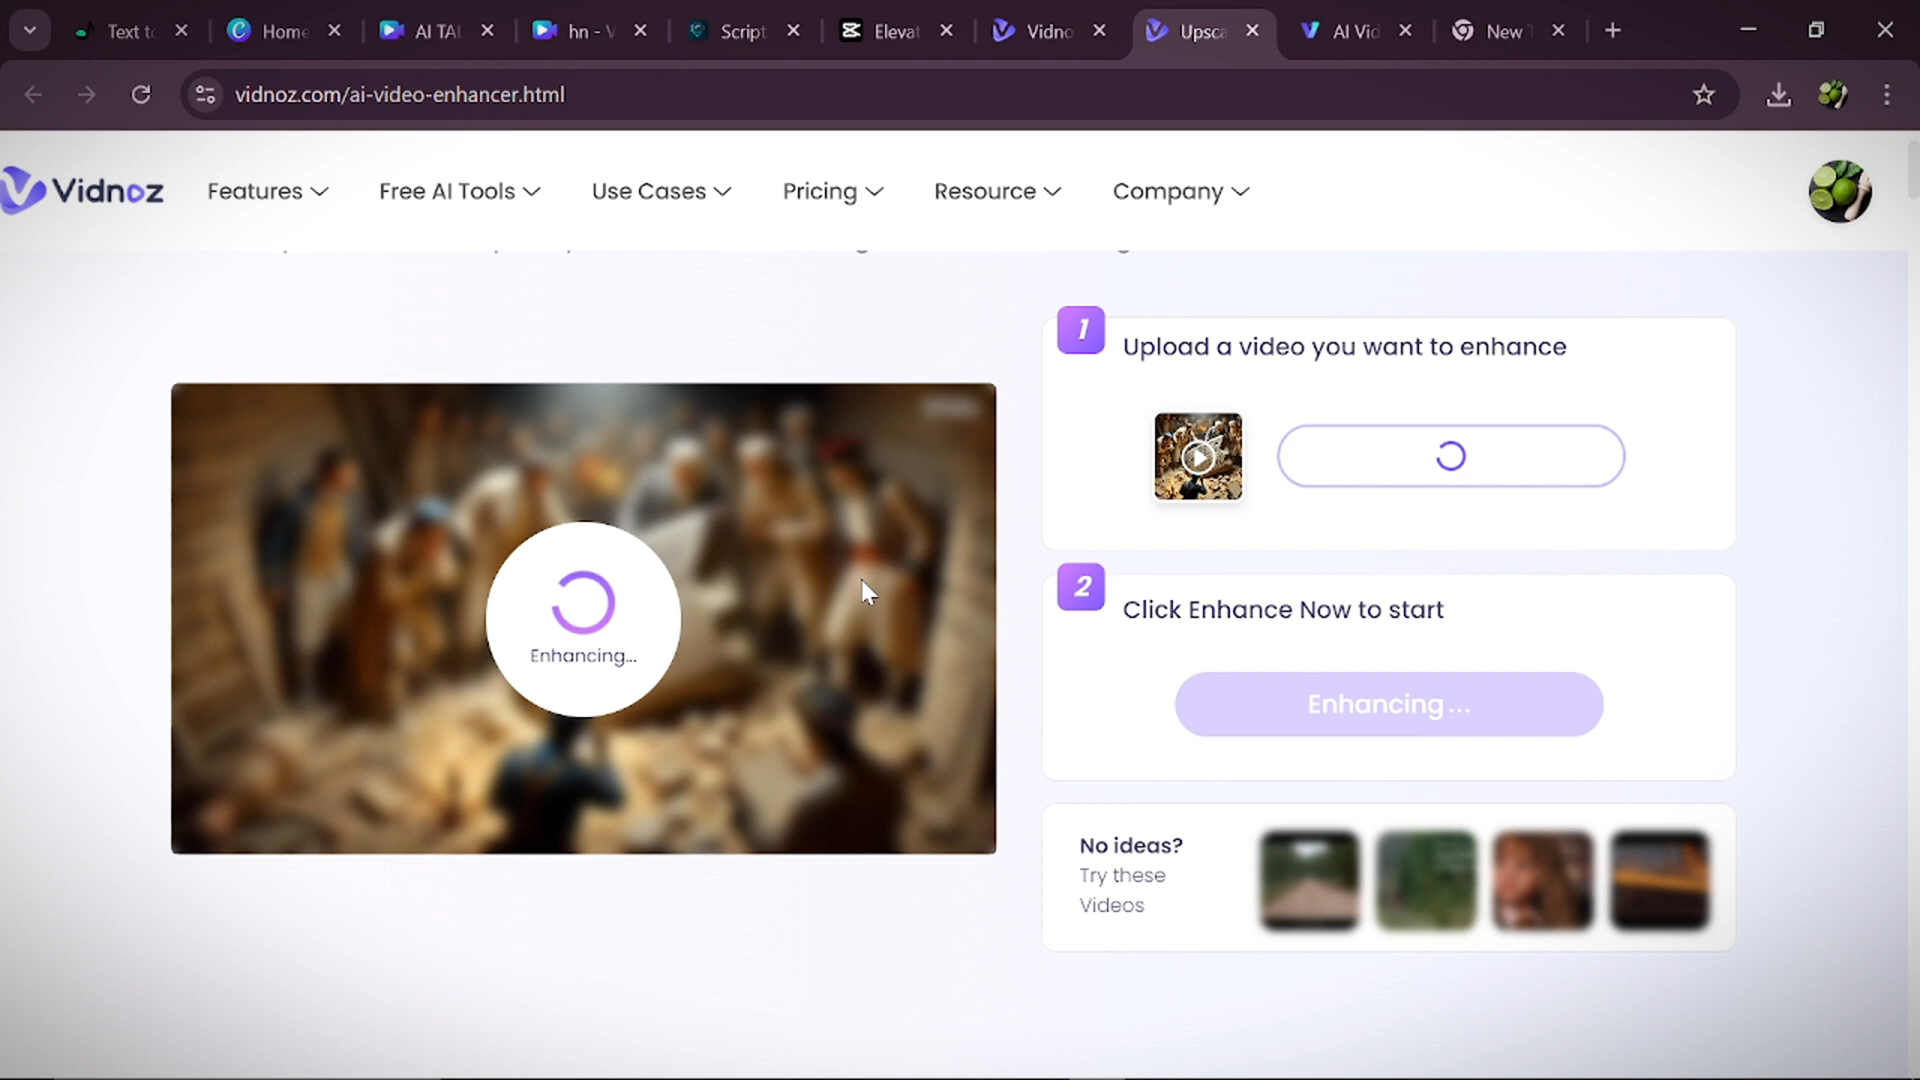 Text to
Home
AI TAI
hn - V
Script
Elevat
Vidno
Upsca
AI Vid
New T
vidnoz.com/ai-video-enhancer.html
Vidnoz
Features
Free AI Tools
Use Cases
Pricing
Resource
Company
1
Upload a video you want to enhance
Enhancing...
2
Click Enhance Now to start
Enhancing...
No ideas?
Try these
Videos